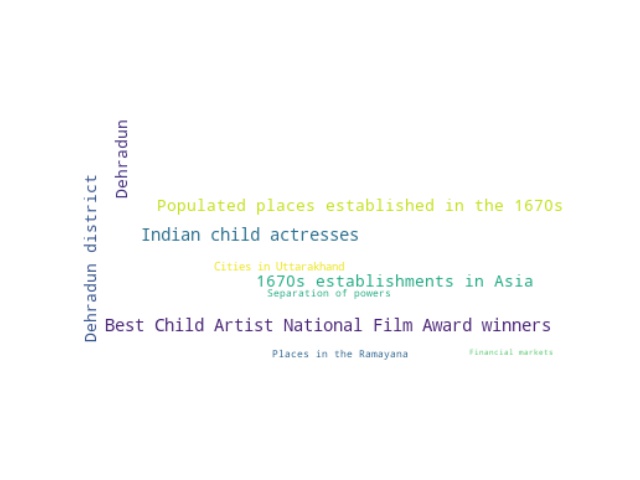 Dehradun
Dehradun district
Populated places established in the 1670s
Indian child actresses
Cities in Uttarakhand
1670s establishments in Asia
Separation of powers
Best Child Artist National Film Award winners
Places in the Ramayana
Financial markets